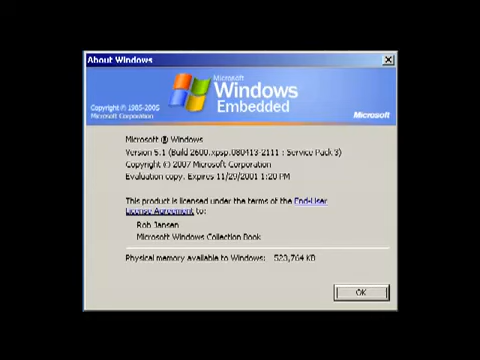 About Windows
Microsoft
Windows
Embedded
Copyright © 1985-2005
Microsoft Corporation
Microsoft
Microsoft ® Windows
Version 5.1 (Build 2600.xpsp.080413-2111 : Service Pack 3)
Copyright © 2007 Microsoft Corporation
Evaluation copy. Expires 11/29/2001 1:20 PM
This product is licensed under the terms of the End-User
License Agreement to:
Rob Jansen
Microsoft Windows Collection Book
Physical memory available to Windows: 523,764 KB
OK